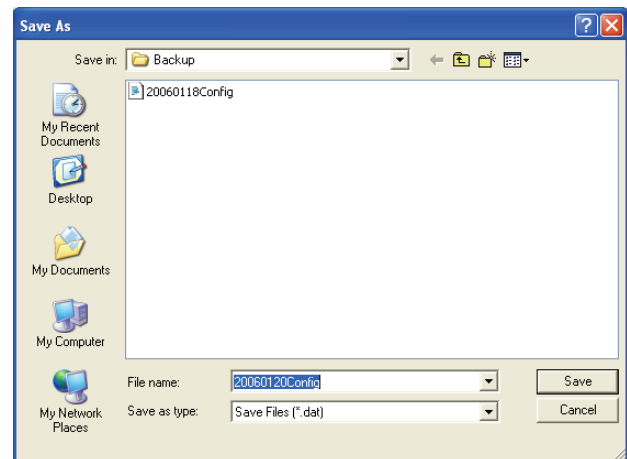 Save As
Save in: Backup
20060118Config
My Recent
Documents
Desktop
My Documents
My Computer
My Network
Places
File name: 20060120Config Save
Save as type: Save Files (*.dat) Cancel